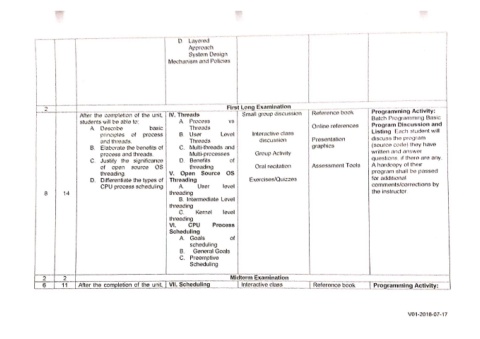 D. Layered
Approach
System Design
Mechanism and Policies
2
First Long Examination
8
14
After the completion of the unit,
students will be able to:
A. Describe basic
principles of process
and threads.
B. Elaborate the benefits of
process and threads
C. Justify the significance
of open source OS
threading.
D. Differentiate the types of
CPU process scheduling
IV. Threads
A. Process vs
Threads
B. User Level
Threads
C. Multi-threads and
Multi-processes
D. Benefits of
threading
V. Open Source OS
Threading
A. User level
threading
B. Intermediate Level
threading
C. Kernel level
threading
VI. CPU Process
Scheduling
A. Goals of
scheduling
B. General Goals
C. Preemptive
Scheduling
Small group discussion
Interactive class
discussion
Group Activity
Oral recitation
Exercises/Quizzes
Reference book
Online references
Presentation
graphics
Assessment Tools
Programming Activity:
Batch Programming Basic
Program Discussion and
Listing. Each student will
discuss the program
(source code) they have
written and answer
questions, if there are any.
A hardcopy of their
program shall be passed
for additional
comments/corrections by
the instructor.
2
2
Midterm Examination
6
11
After the completion of the unit,
VII. Scheduling
Interactive class
Reference book
Programming Activity:
V01-2018-07-17